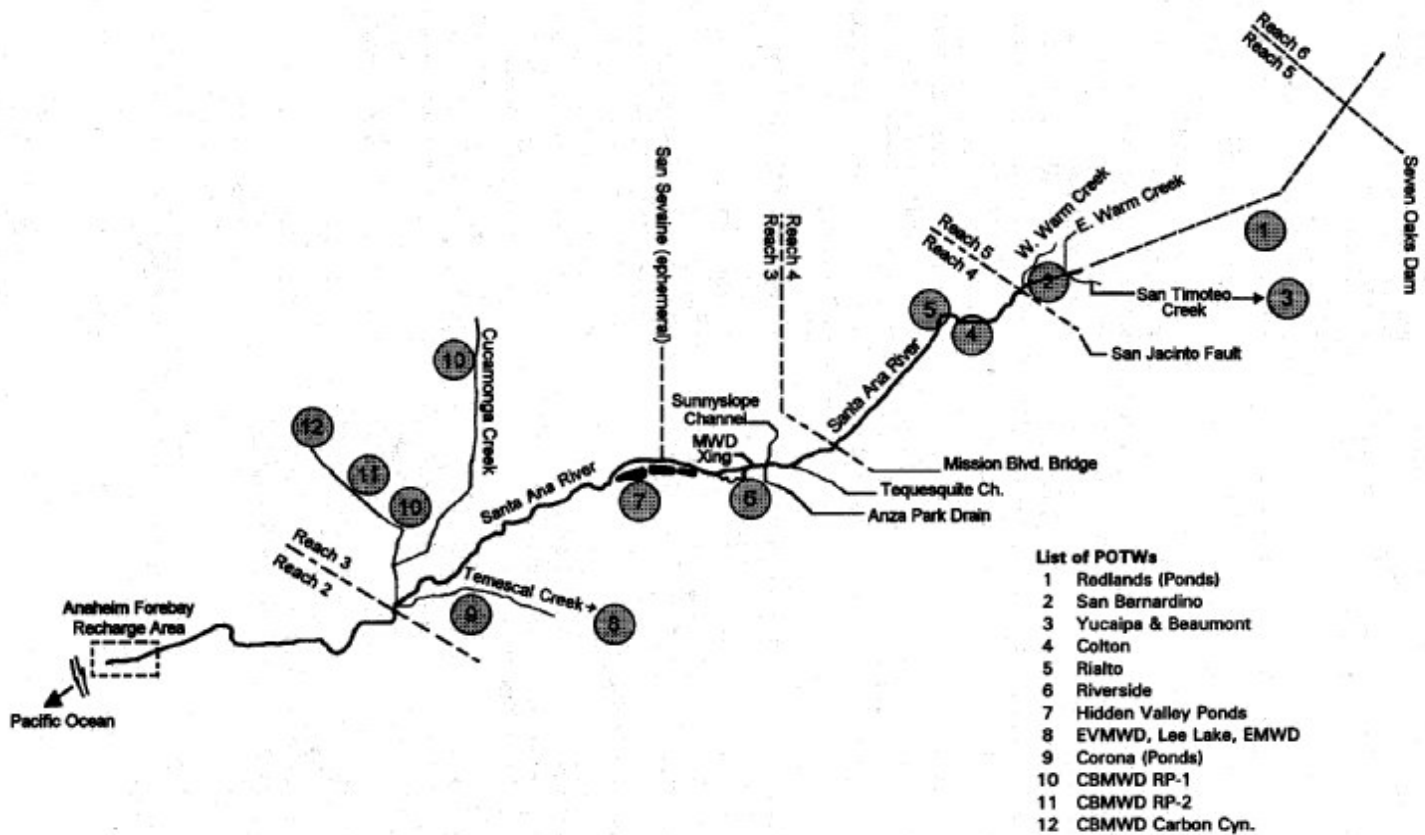 Reach 6
Reach 5
Seven Oaks Dam
W. Warm Creek
E. Warm Creek
1
2
San Timoteo
Creek
3
Reach 5
Reach 4
San Jacinto Fault
5
4
Santa Ana River
Reach 4
Reach 3
San Sevaine (ephemeral)
Sunnyslope
Channel
MWD
Xing
Mission Blvd. Bridge
Tequesquite Ch.
Anza Park Drain
6
7
Santa Ana River
Cucamonga Creek
10
12
11
10
Reach 3
Reach 2
Temescal Creek
9
8
Anaheim Forebay
Recharge Area
Pacific Ocean
List of POTWs
1 Redlands (Ponds)
2 San Bernardino
3 Yucaipa & Beaumont
4 Colton
5 Rialto
6 Riverside
7 Hidden Valley Ponds
8 EVMWD, Lee Lake, EMWD
9 Corona (Ponds)
10 CBMWD RP-1
11 CBMWD RP-2
12 CBMWD Carbon Cyn.